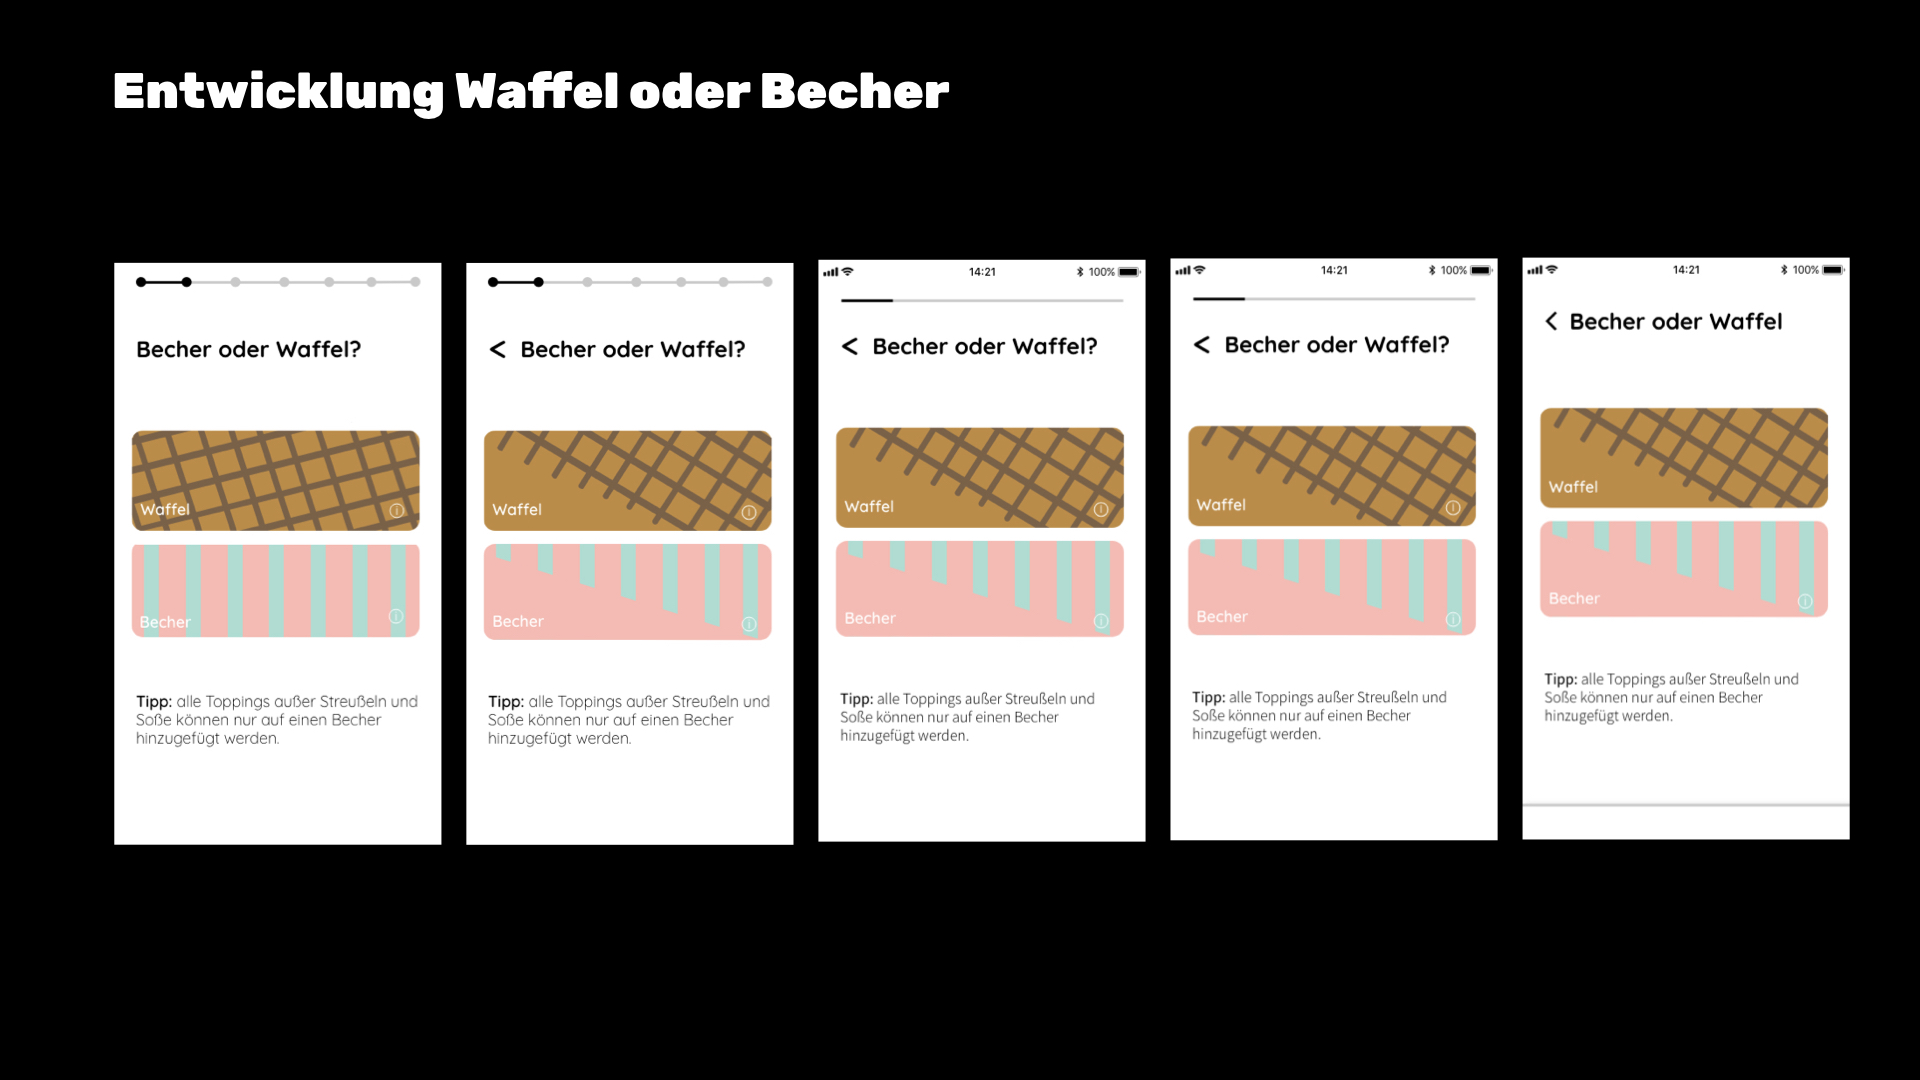 Entwicklung Waffel oder Becher
Becher oder Waffel?
Waffel
Becher
Tipp: alle Toppings außer Streußeln und
Soße können nur auf einen Becher
hinzugefügt werden.
< Becher oder Waffel?
Waffel
Becher
Tipp: alle Toppings außer Streußeln und
Soße können nur auf einen Becher
hinzugefügt werden.
14:21 100%
< Becher oder Waffel?
Waffel
Becher
Tipp: alle Toppings außer Streußeln und
Soße können nur auf einen Becher
hinzugefügt werden.
14:21 100%
< Becher oder Waffel?
Waffel
Becher
Tipp: alle Toppings außer Streußeln und
Soße können nur auf einen Becher
hinzugefügt werden.
14:21 100%
< Becher oder Waffel
Waffel
Becher
Tipp: alle Toppings außer Streußeln und
Soße können nur auf einen Becher
hinzugefügt werden.